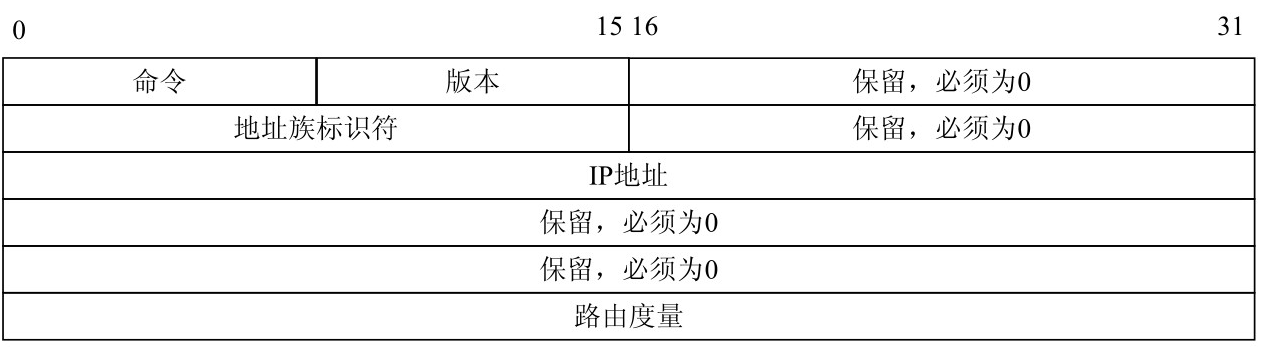 0 15 16 31
命令 版本 保留，必须为0
地址族标识符 保留，必须为0
IP地址
保留，必须为0
保留，必须为0
路由度量